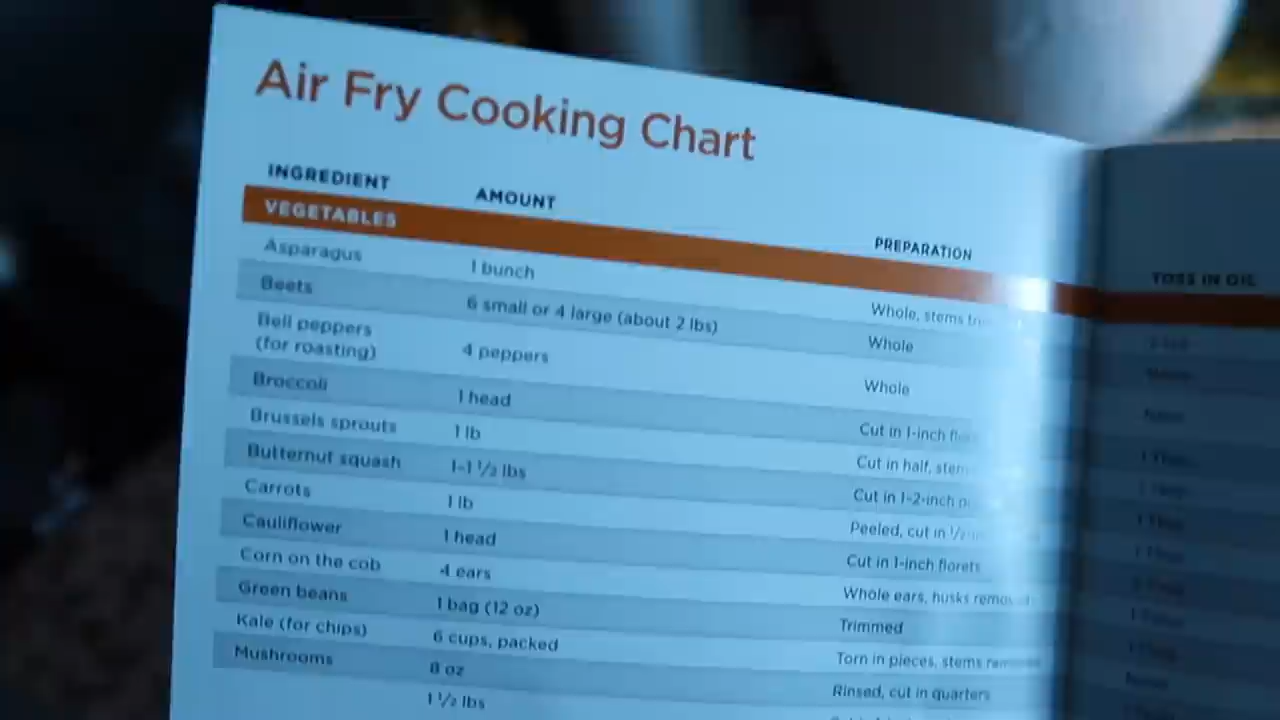 Air Fry Cooking Chart
INGREDIENT AMOUNT PREPARATION TOSS IN OIL
VEGETABLES
Asparagus 1 bunch Whole, stems
Beets 6 small or 4 large (about 2 lbs) Whole
Bell peppers
(for roasting) 4 peppers Whole
Broccoli 1 head Cut in 1-inch
Brussels sprouts 1 lb Cut in half,
Butternut squash 1-1 1/2 lbs Cut in 1-2-inch
Carrots 1 lb Peeled, cut in
Cauliflower 1 head Cut in 1-inch florets
Corn on the cob 4 ears Whole ears, husks
Green beans 1 bag (12 oz) Trimmed
Kale (for chips) 6 cups, packed Torn in pieces, stems
Mushrooms 8 oz Rinsed, cut in quarters
1 1/2 lbs